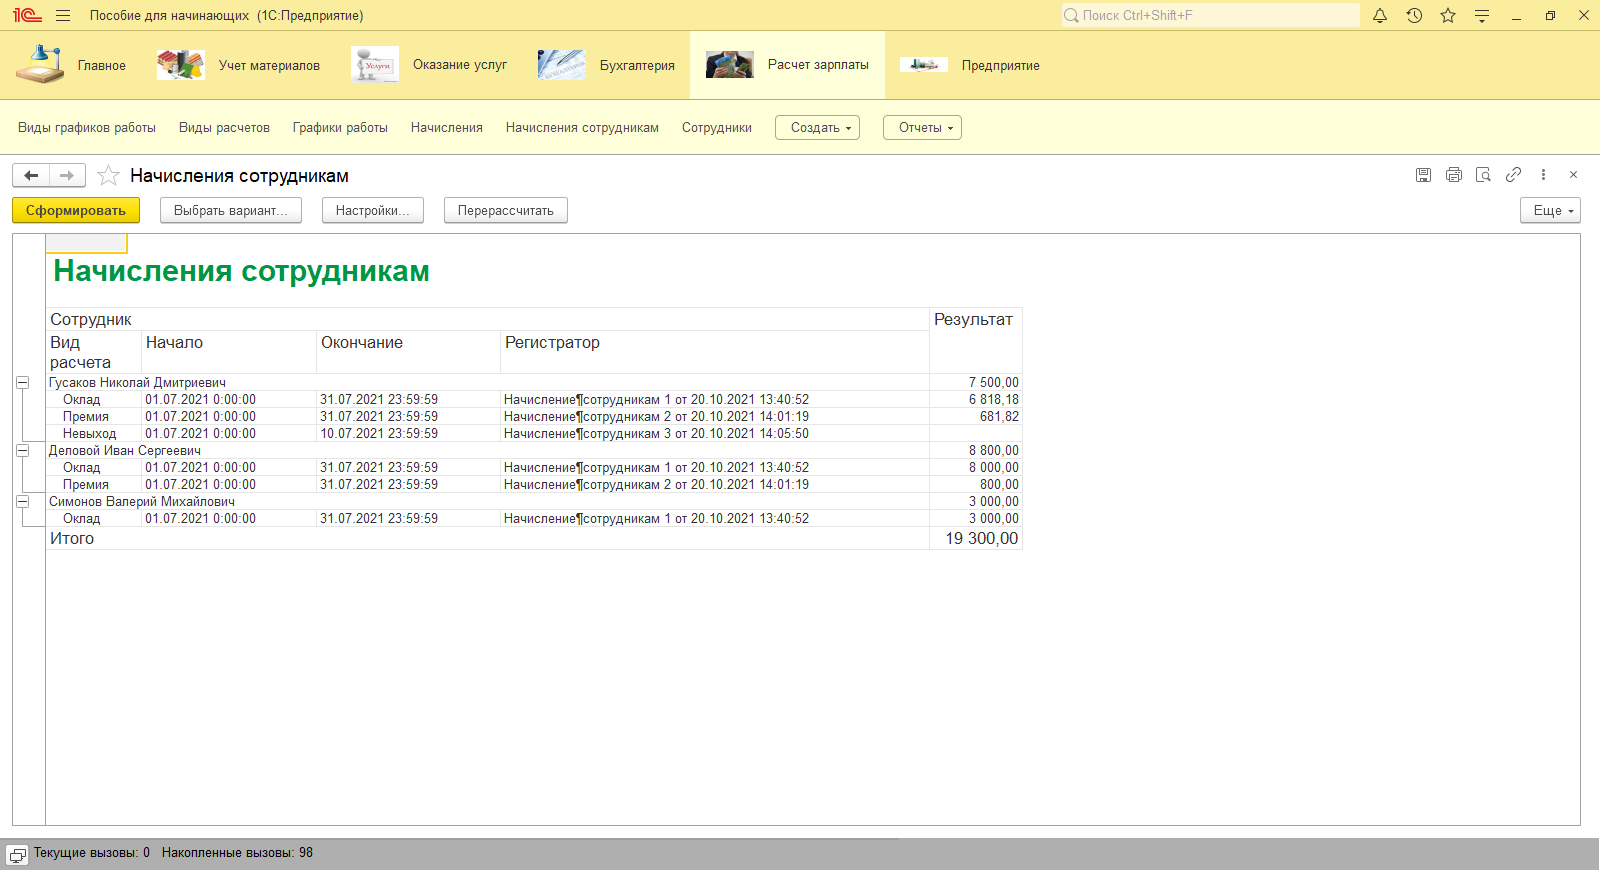 1С Пособие для начинающих (1С:Предприятие) Поиск Ctrl+Shift+F
Главное Учет материалов Услуги Оказание услуг Бухгалтерия Расчет зарплаты Предприятие
Виды графиков работы Виды расчетов Графики работы Начисления Начисления сотрудникам Сотрудники Создать Отчеты
Начисления сотрудникам
Сформировать Выбрать вариант... Настройки... Перерассчитать Еще
Начисления сотрудникам
Сотрудник Результат
Вид расчета Начало Окончание Регистратор
Гусаков Николай Дмитриевич 7 500,00
Оклад 01.07.2021 0:00:00 31.07.2021 23:59:59 Начисление¶сотрудникам 1 от 20.10.2021 13:40:52 6 818,18
Премия 01.07.2021 0:00:00 31.07.2021 23:59:59 Начисление¶сотрудникам 2 от 20.10.2021 14:01:19 681,82
Невыход 01.07.2021 0:00:00 10.07.2021 23:59:59 Начисление¶сотрудникам 3 от 20.10.2021 14:05:50
Деловой Иван Сергеевич 8 800,00
Оклад 01.07.2021 0:00:00 31.07.2021 23:59:59 Начисление¶сотрудникам 1 от 20.10.2021 13:40:52 8 000,00
Премия 01.07.2021 0:00:00 31.07.2021 23:59:59 Начисление¶сотрудникам 2 от 20.10.2021 14:01:19 800,00
Симонов Валерий Михайлович 3 000,00
Оклад 01.07.2021 0:00:00 31.07.2021 23:59:59 Начисление¶сотрудникам 1 от 20.10.2021 13:40:52 3 000,00
Итого 19 300,00
Текущие вызовы: 0 Накопленные вызовы: 98